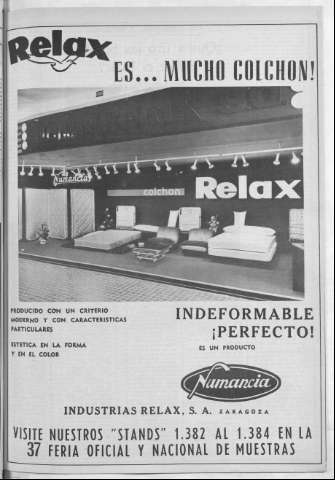 Relax
ES... MUCHO COLCHON!
Numancia
colchon Relax
PRODUCIDO CON UN CRITERIO
MODERNO Y CON CARACTERISTICAS
PARTICULARES
ESTETICA EN LA FORMA
Y EN EL COLOR
INDEFORMABLE
¡PERFECTO!
ES UN PRODUCTO
Numancia
INDUSTRIAS RELAX, S. A. ZARAGOZA
VISITE NUESTROS "STANDS" 1.382 AL 1.384 EN LA
37 FERIA OFICIAL Y NACIONAL DE MUESTRAS